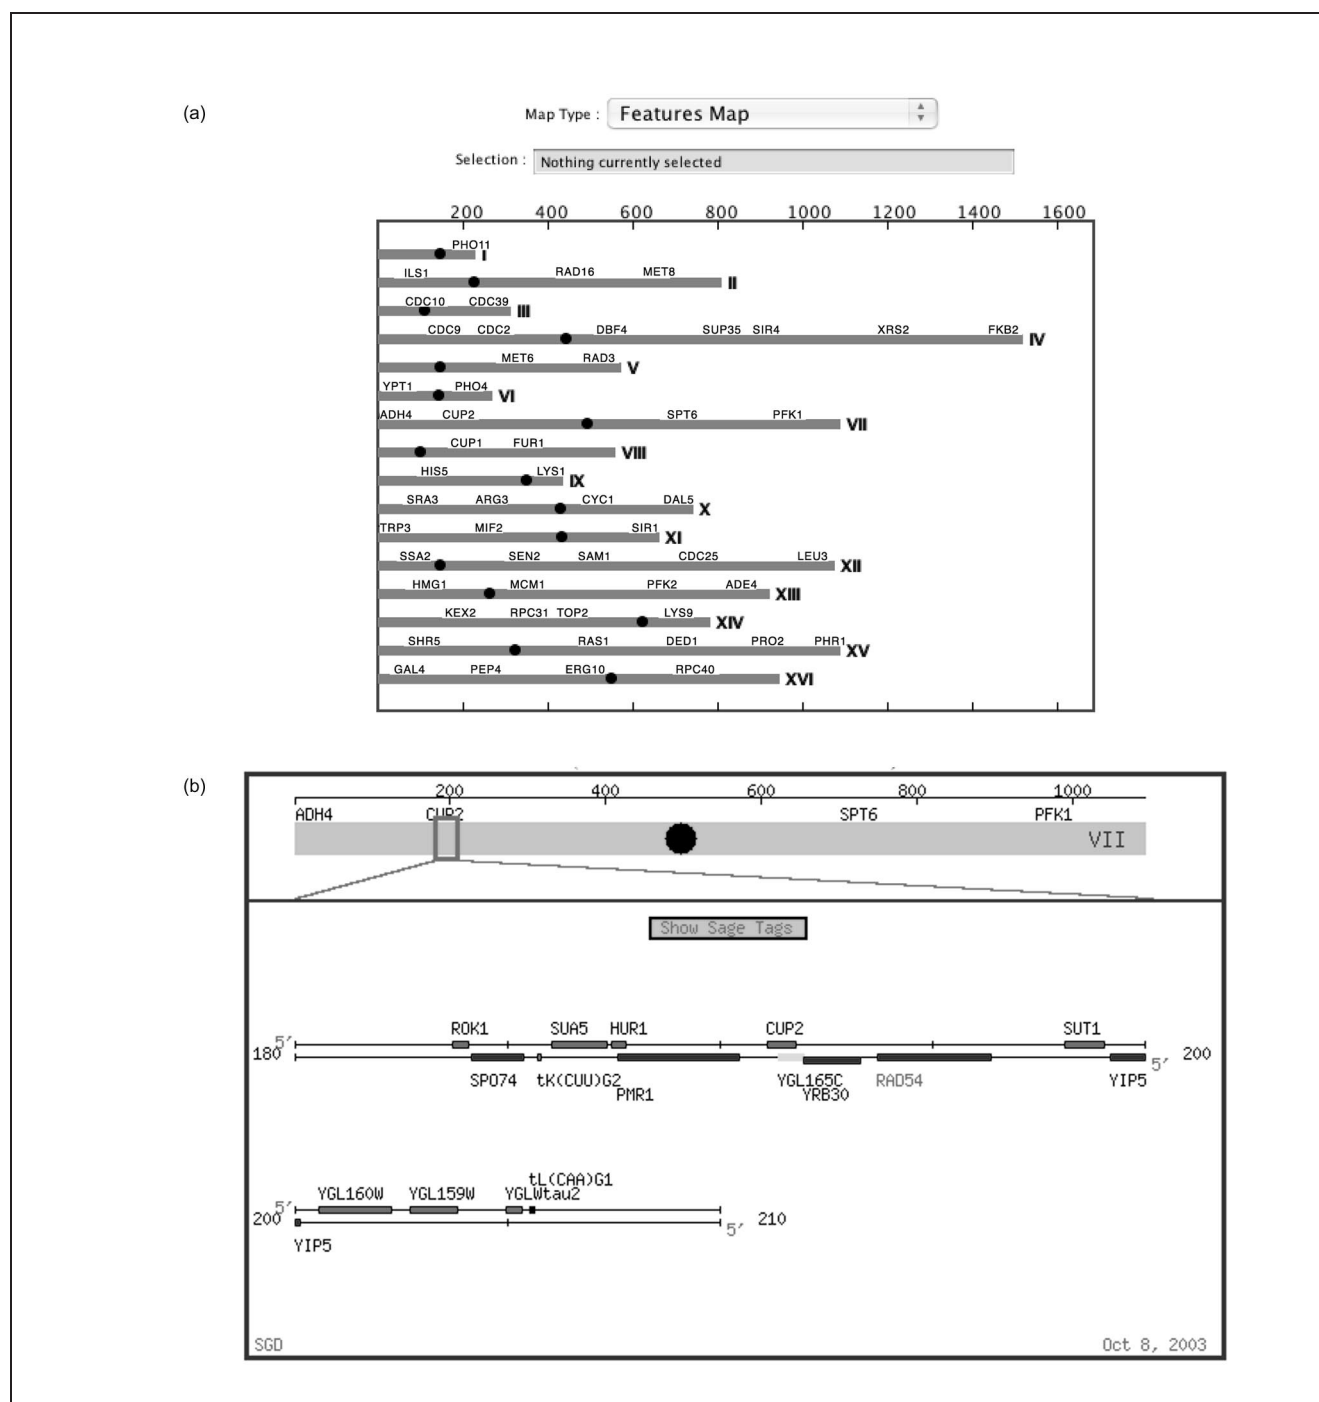 (a)
Map Type : Features Map
Selection : Nothing currently selected
200 400 600 800 1000 1200 1400 1600
PHO11 I
ILS1 RAD16 MET8 II
CDC10 CDC39 III
CDC9 CDC2 DBF4 SUP35 SIR4 XRS2 FKB2 IV
MET6 RAD3 V
YPT1 PHO4 VI
ADH4 CUP2 SPT6 PFK1 VII
CUP1 FUR1 VIII
HIS5 LYS1 IX
SRA3 ARG3 CYC1 DAL5 X
TRP3 MIF2 SIR1 XI
SSA2 SEN2 SAM1 CDC25 LEU3 XII
HMG1 MCM1 PFK2 ADE4 XIII
KEX2 RPC31 TOP2 LYS9 XIV
SHR5 RAS1 DED1 PRO2 PHR1 XV
GAL4 PEP4 ERG10 RPC40 XVI
(b)
200 400 600 800 1000
ADH4 CUP2 SPT6 PFK1
VII
Show Sage Tags
ROK1 SUA5 HUR1 CUP2 SUT1
5′
180 5′ 200
SPO74 tK(CUU)G2 YGL165C RAD54 YIP5
PMR1 YRB30
tL(CAA)G1
YGL160W YGL159W YGLWtau2
5′
200 5′ 210
YIP5
SGD Oct 8, 2003